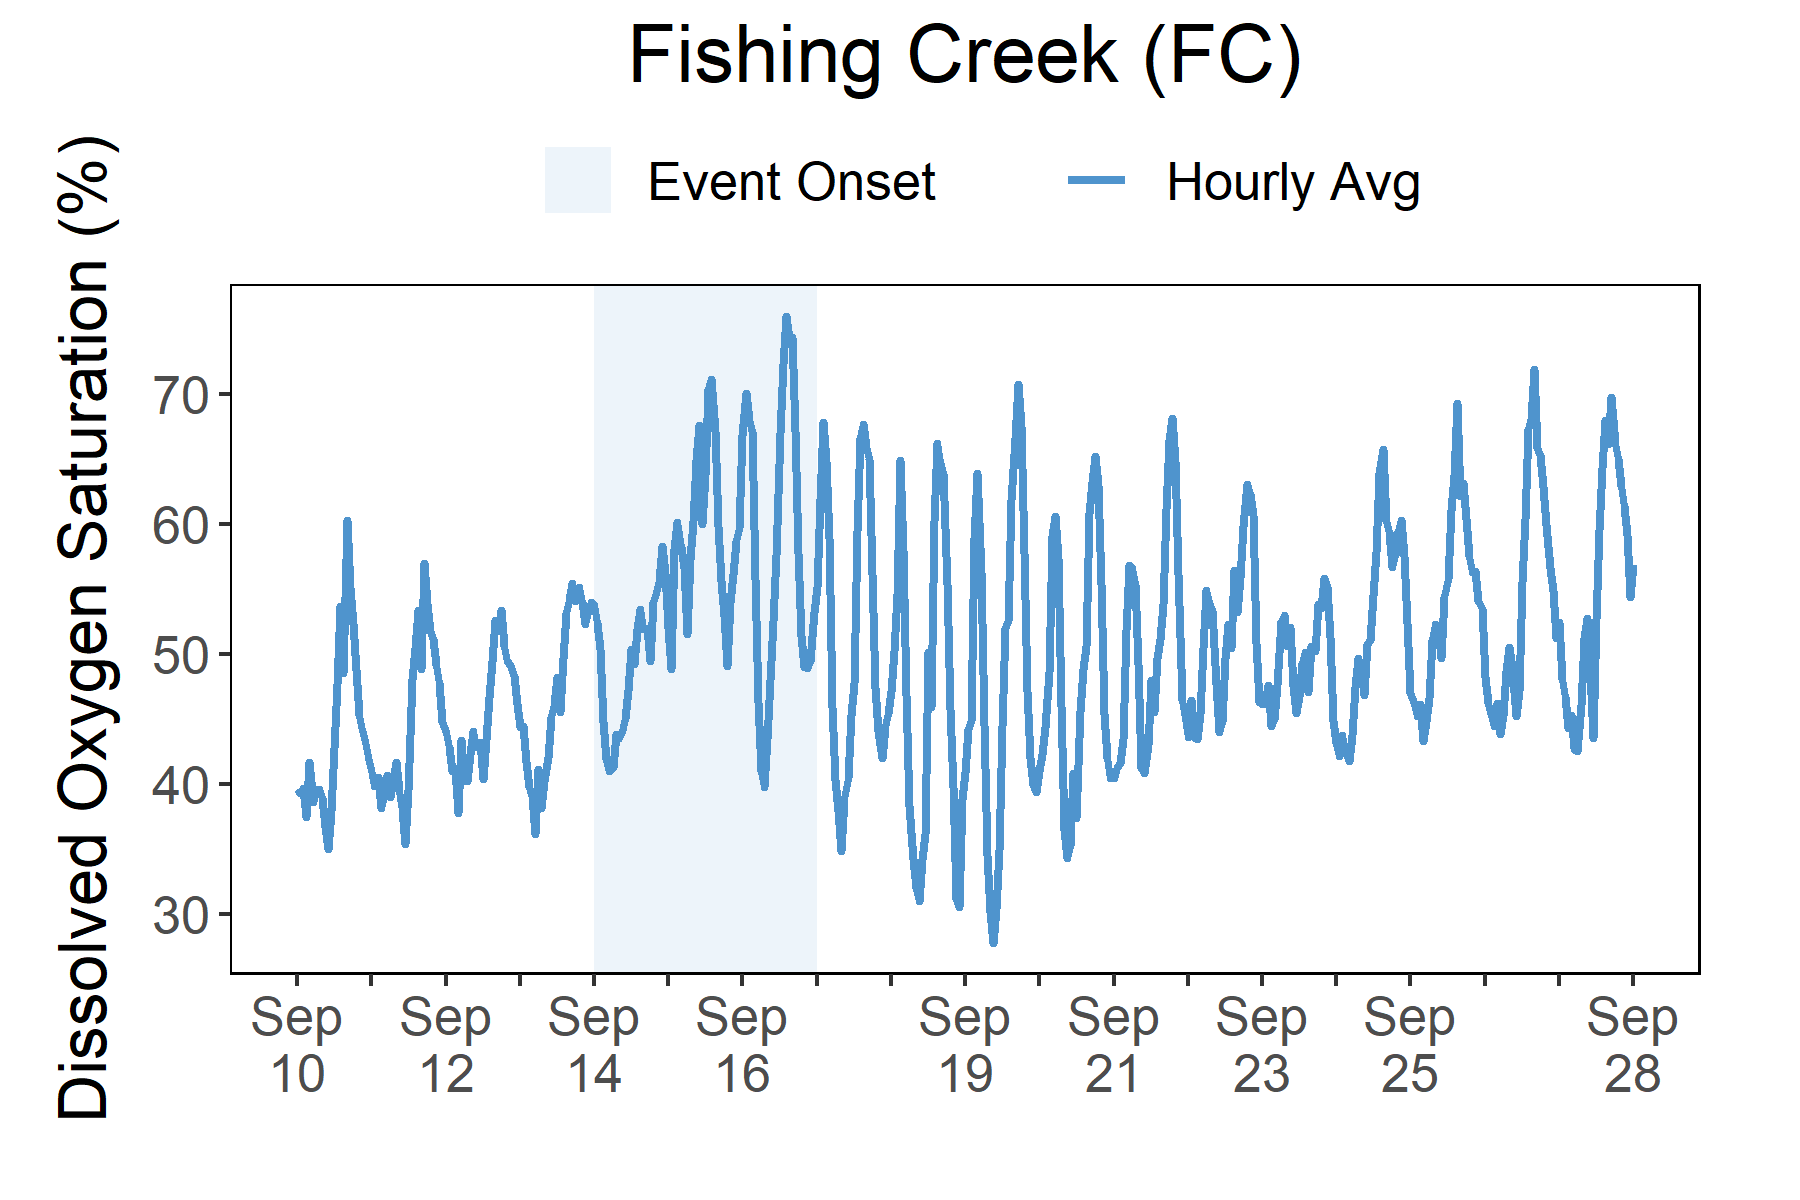 Fishing Creek (FC)
Event Onset
Hourly Avg
Dissolved Oxygen Saturation (%)
70
60
50
40
30
Sep 10
Sep 12
Sep 14
Sep 16
Sep 19
Sep 21
Sep 23
Sep 25
Sep 28